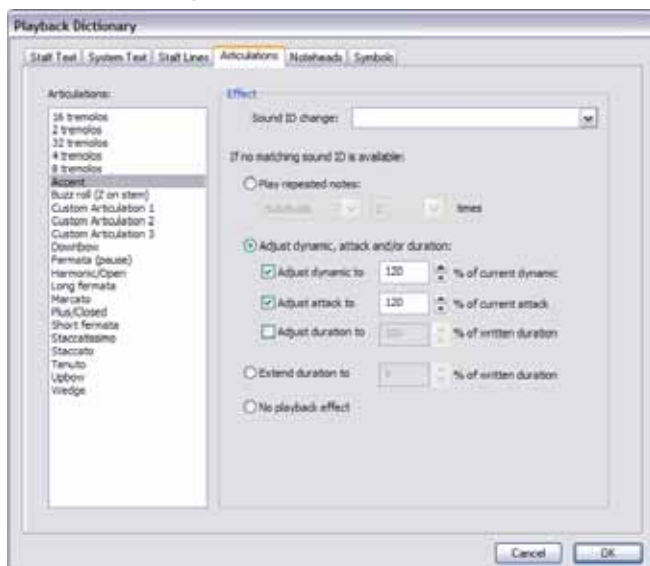 Playback Dictionary
Staff Text System Text Staff Lines Articulations Noteheads Symbols
Articulations:
16 tremolos
2 tremolos
32 tremolos
4 tremolos
8 tremolos
Accent
Buzz roll (Z on stem)
Custom Articulation 1
Custom Articulation 2
Custom Articulation 3
Downbow
Fermata (pause)
Harmonic/Open
Long fermata
Marcato
Plus/Closed
Short fermata
Staccatissimo
Staccato
Tenuto
Upbow
Wedge
Effect
Sound ID change:
If no matching sound ID is available:
Play repeated notes:
times
Adjust dynamic, attack and/or duration:
Adjust dynamic to 120 % of current dynamic
Adjust attack to 120 % of current attack
Adjust duration to % of written duration
Extend duration to % of written duration
No playback effect
Cancel OK